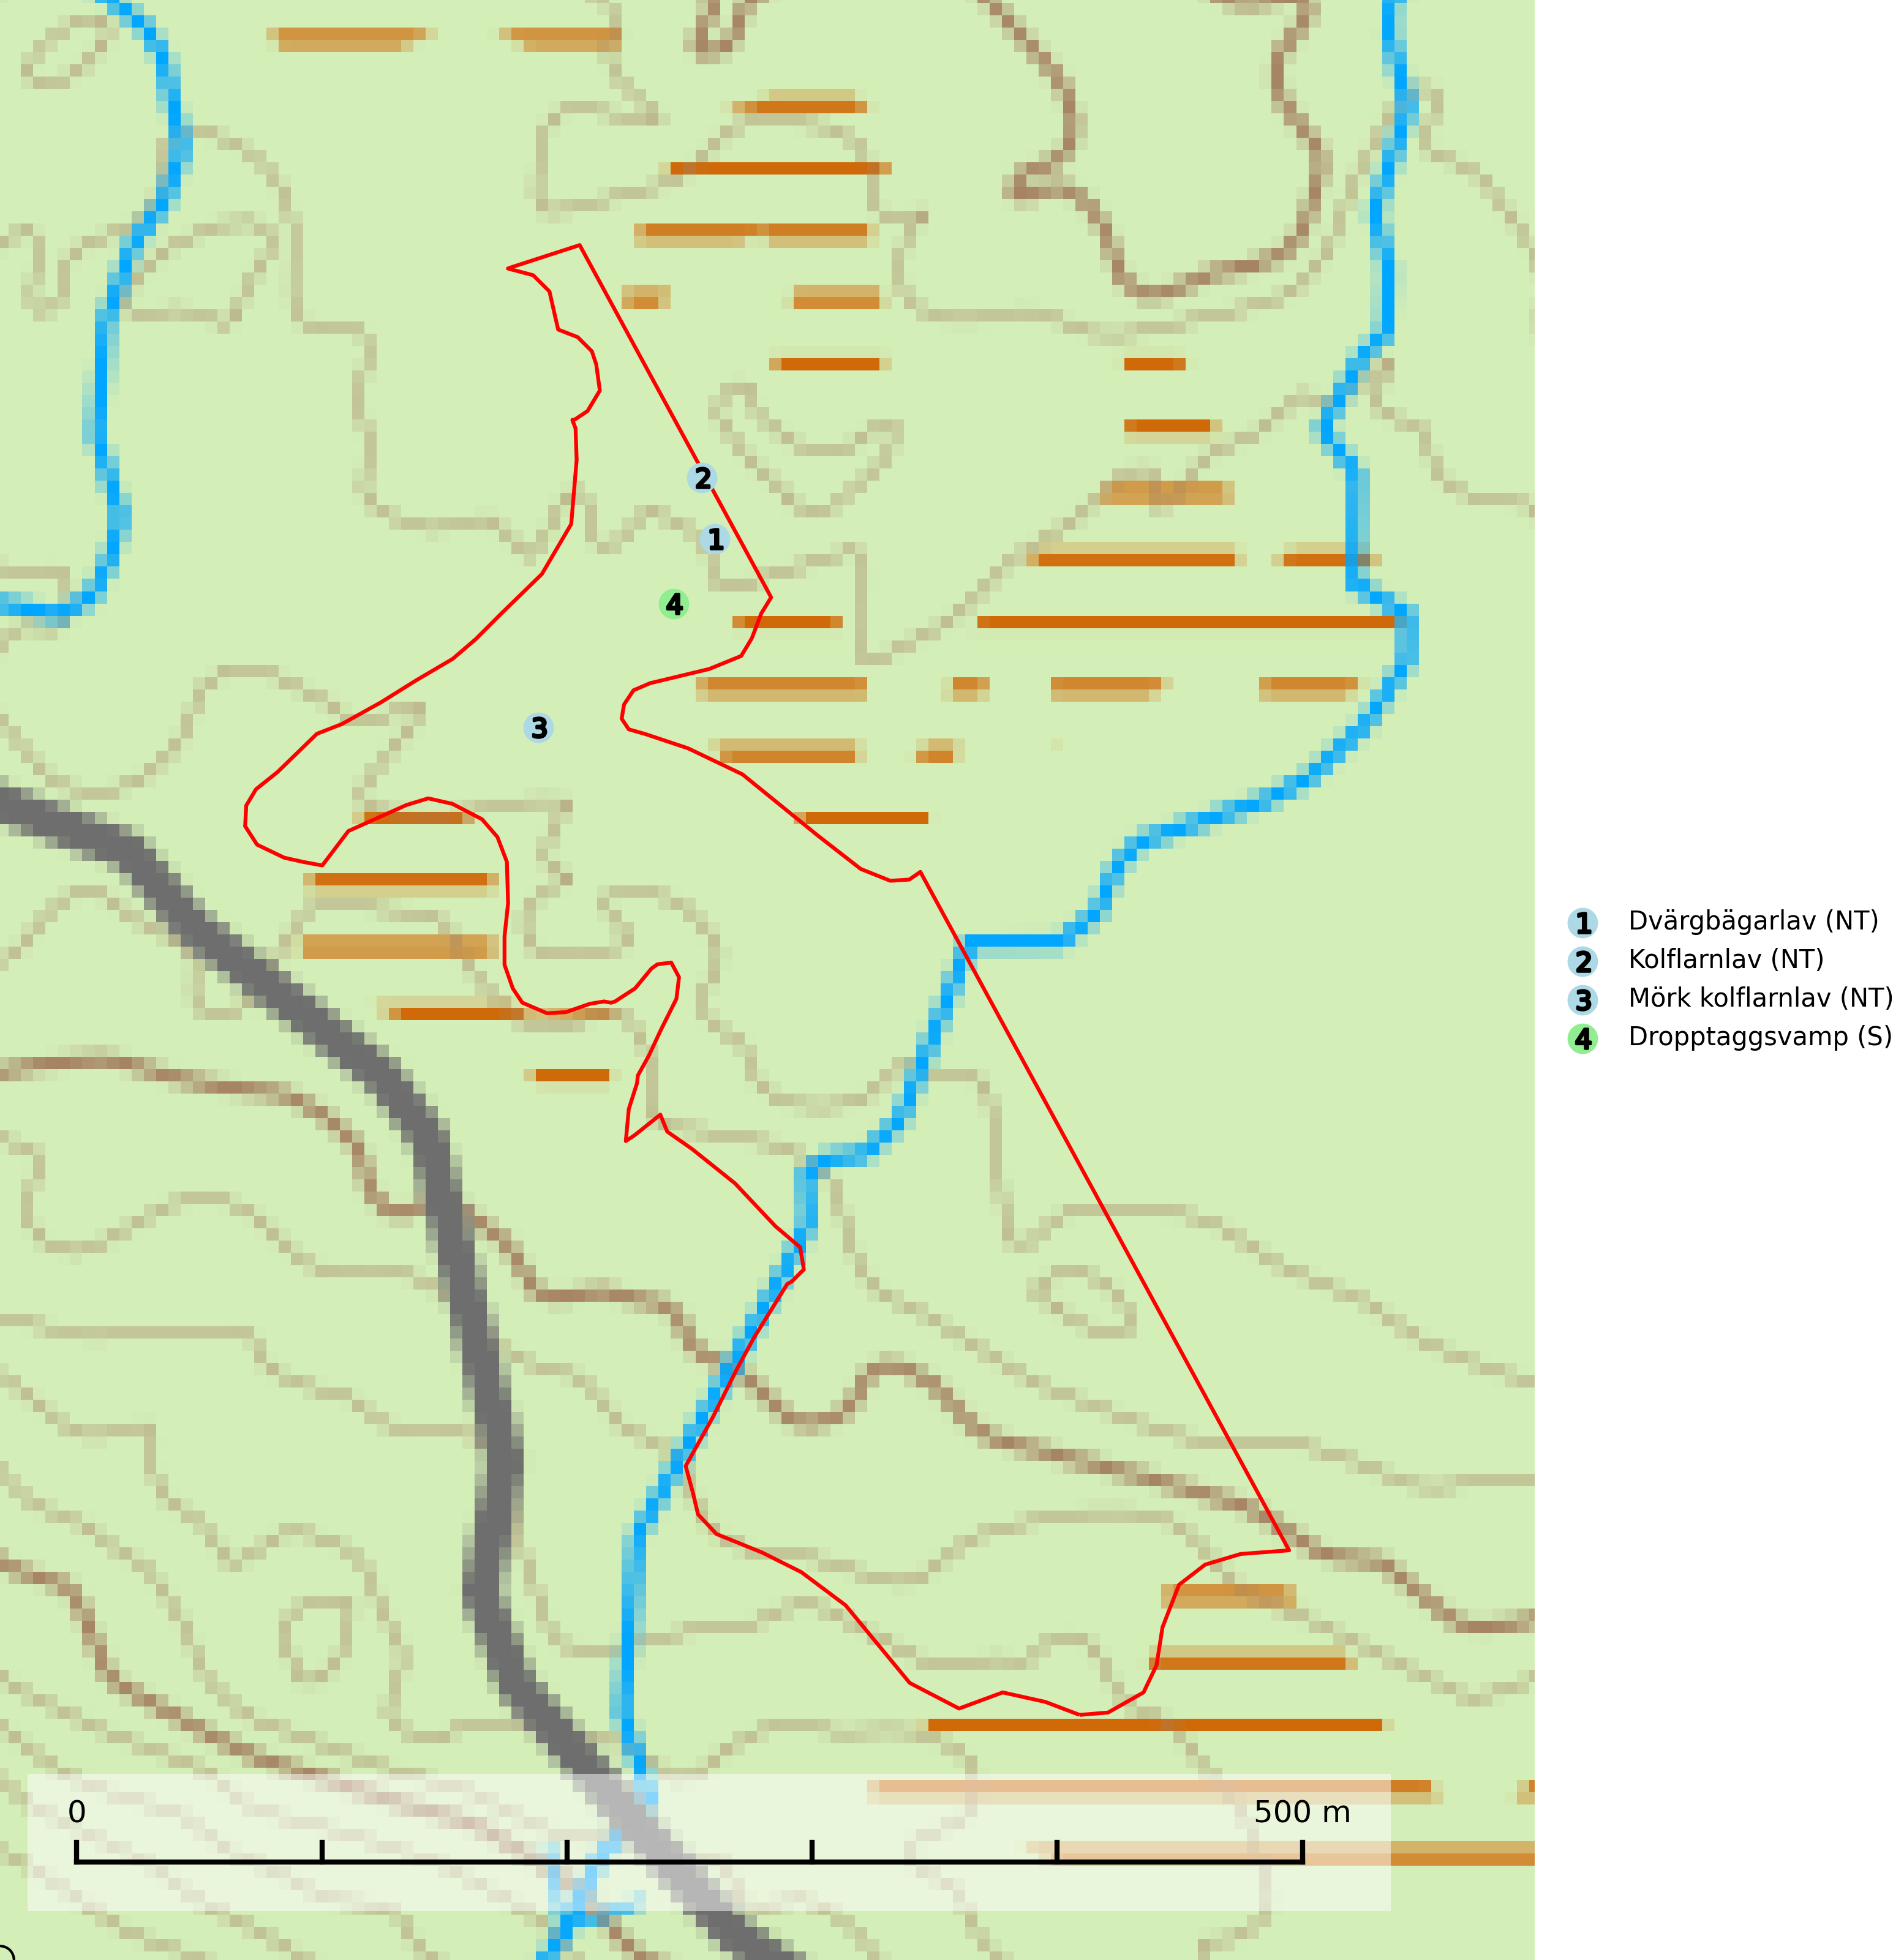 2
1
4
3
1 Dvärgbägarlav (NT)
2 Kolflarnlav (NT)
3 Mörk kolflarnlav (NT)
4 Dropptaggsvamp (S)
0 500 m